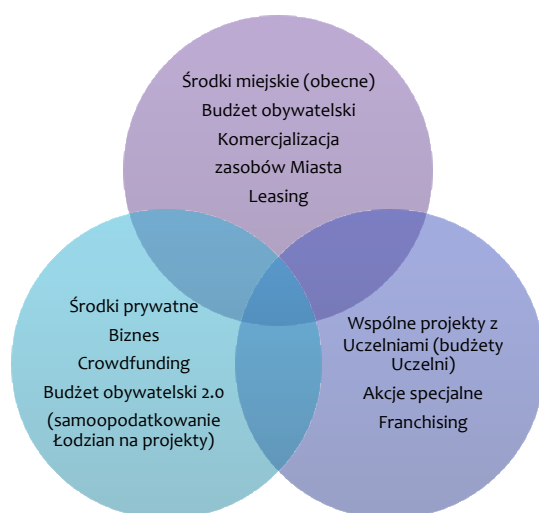 Środki miejskie (obecne)
Budżet obywatelski
Komercjalizacja
zasobów Miasta
Leasing
Środki prywatne
Biznes
Crowdfunding
Budżet obywatelski 2.0
(samoopodatkowanie
Łodzian na projekty)
Wspólne projekty z
Uczelniami (budżety
Uczelni)
Akcje specjalne
Franchising